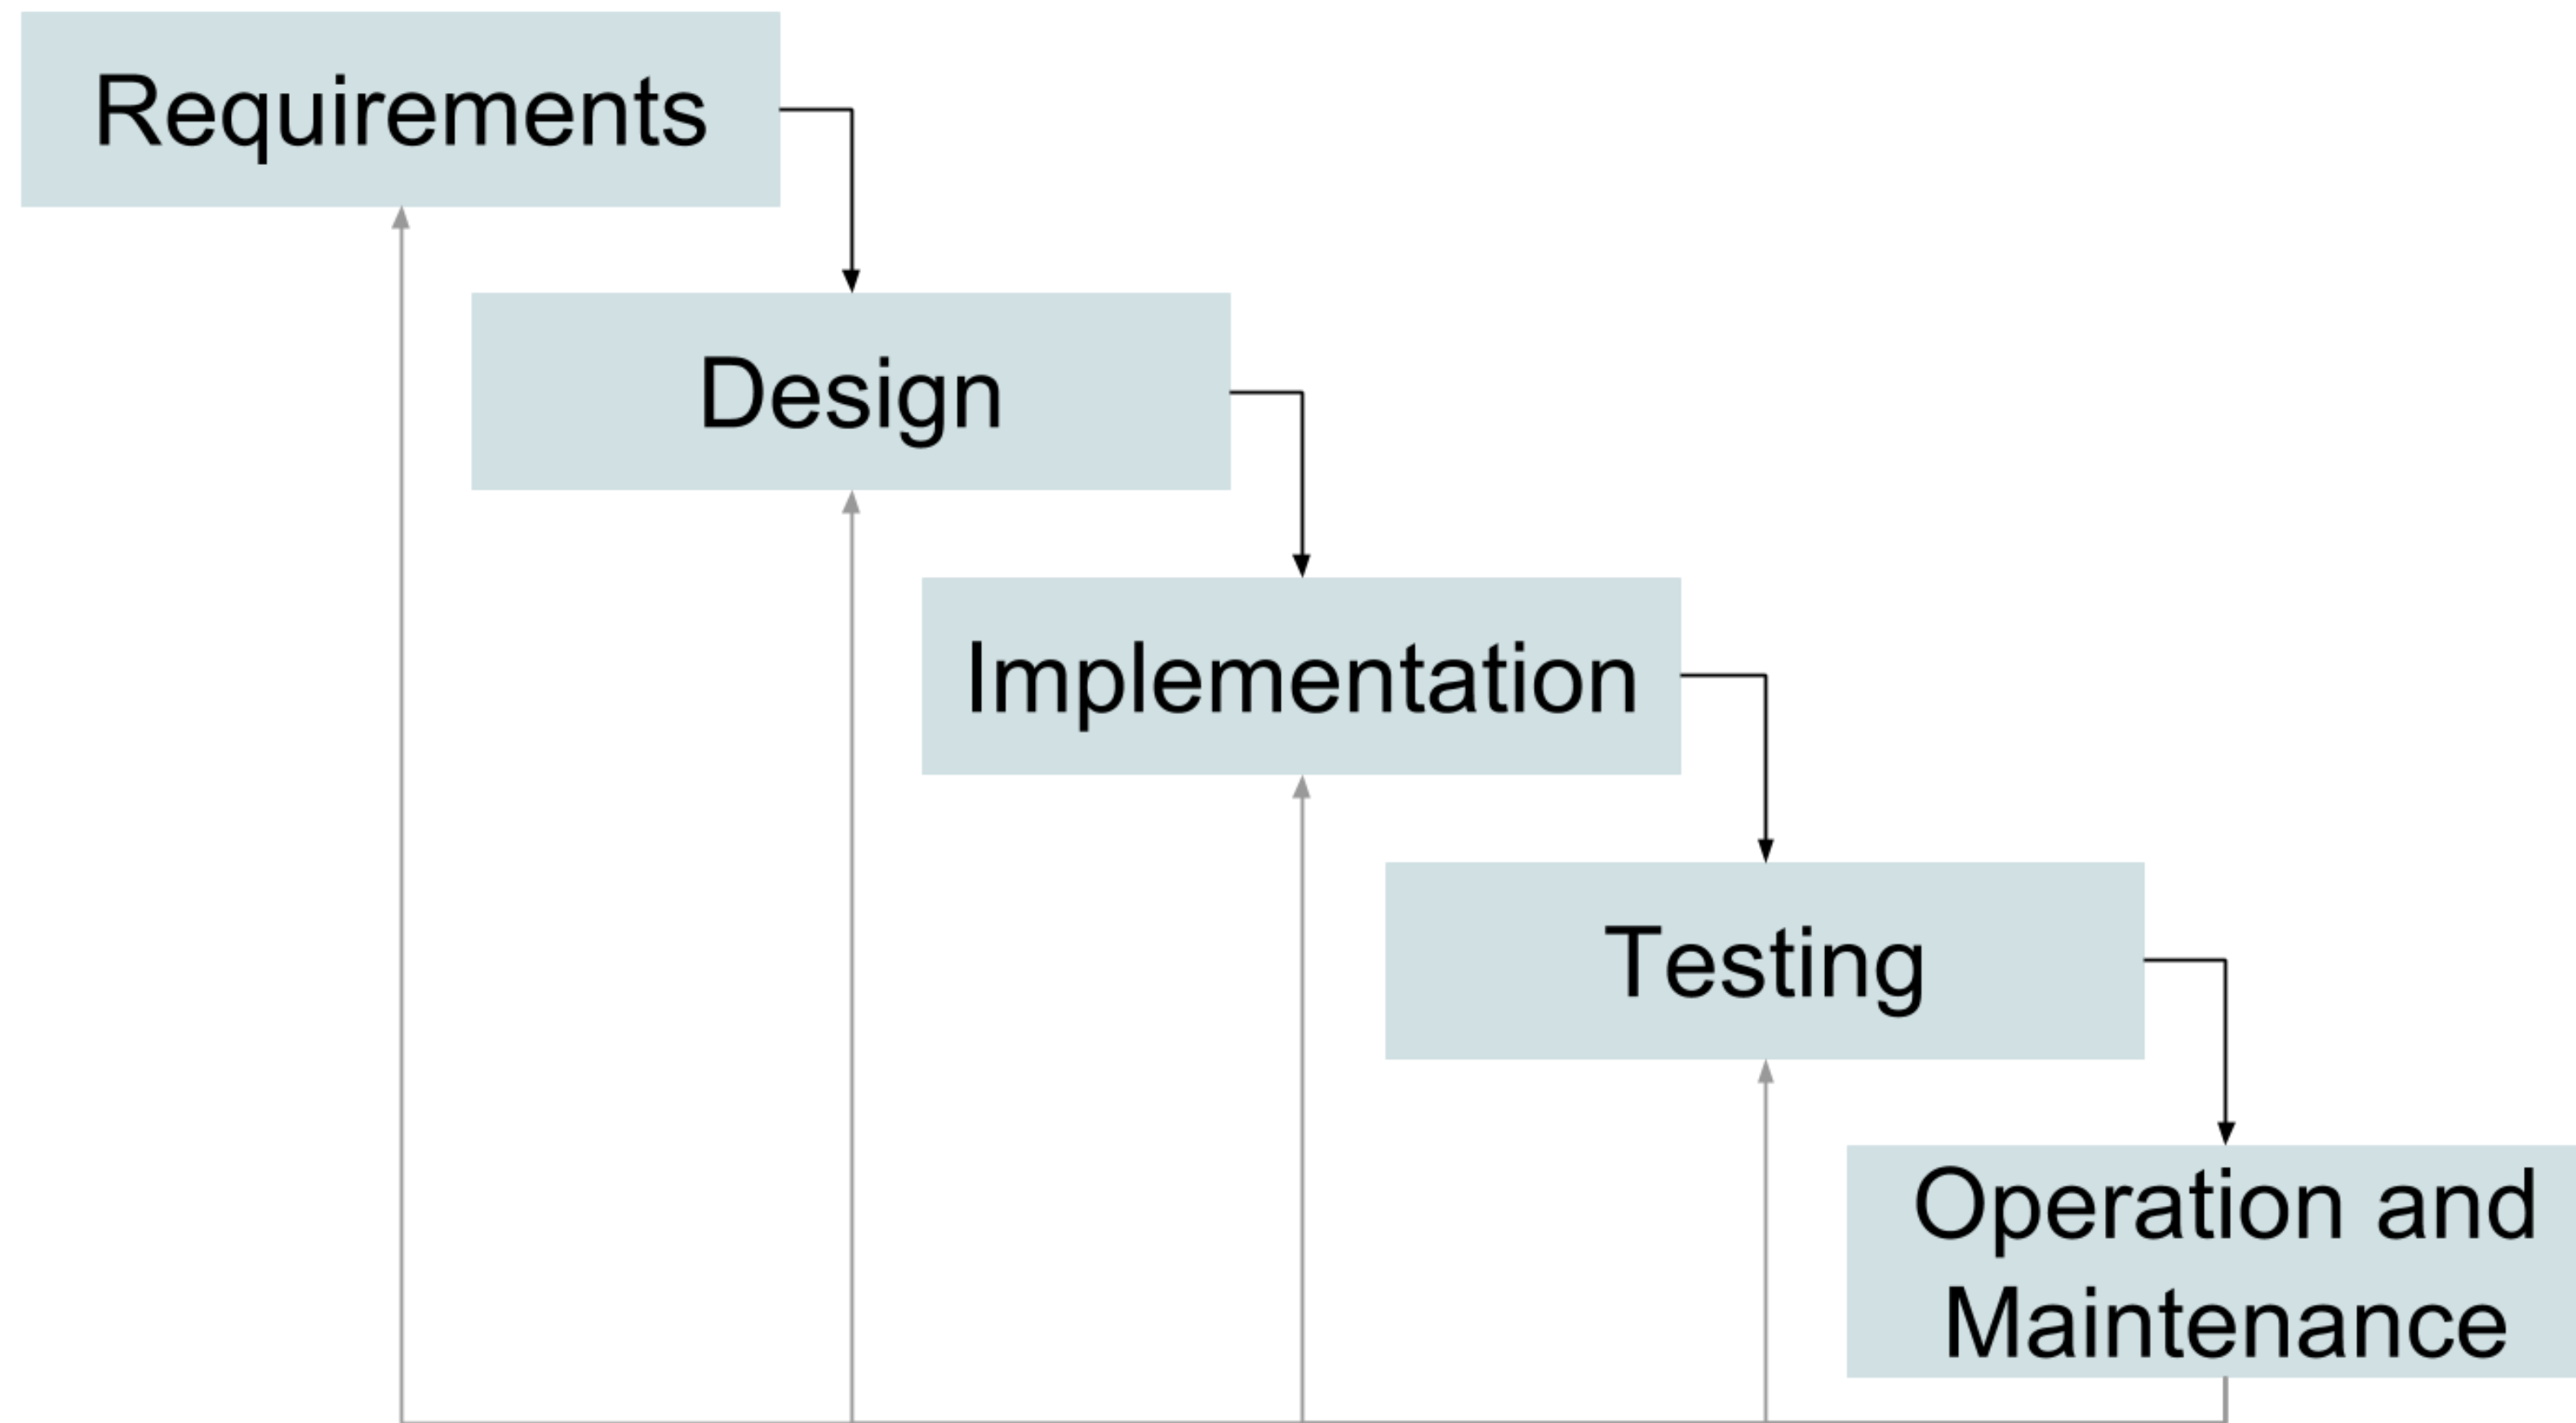 Requirements
Design
Implementation
Testing
Operation and
Maintenance